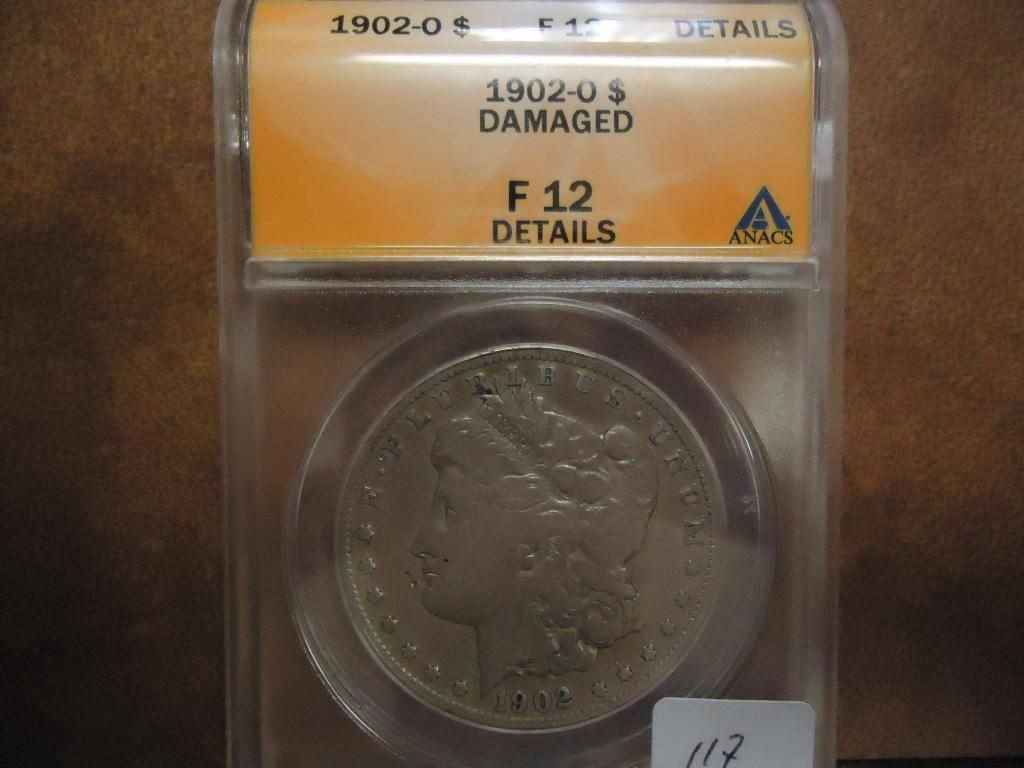 1902-O $ F 12 DETAILS
1902-O $
DAMAGED
F 12
DETAILS
ANACS
E · PLURIBUS · UNUM
1902
117